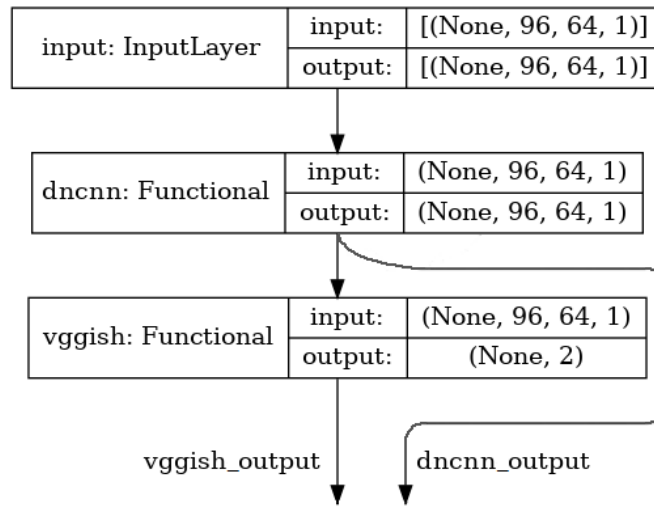 input: InputLayer
input: [(None, 96, 64, 1)]
output: [(None, 96, 64, 1)]
dncnn: Functional
input: (None, 96, 64, 1)
output: (None, 96, 64, 1)
vggish: Functional
input: (None, 96, 64, 1)
output: (None, 2)
vggish_output
dncnn_output